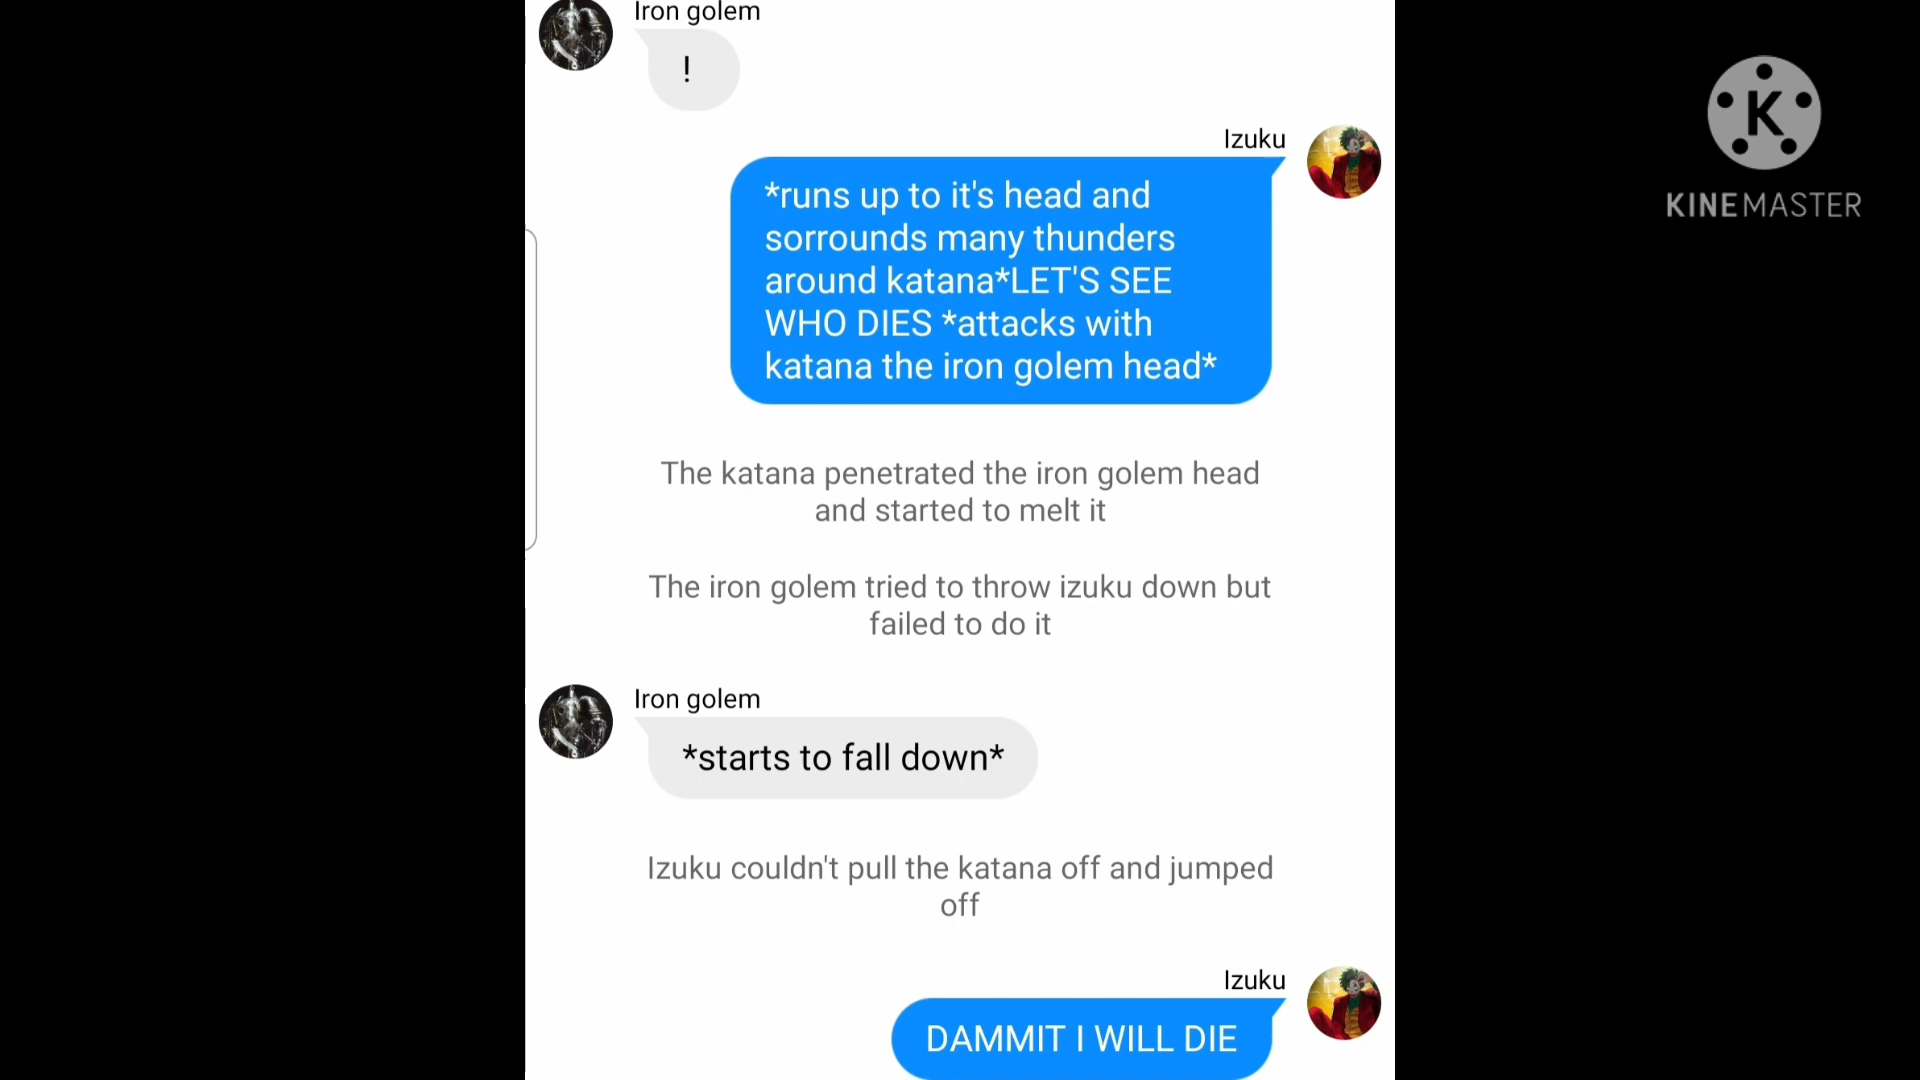 Iron golem
!
Izuku
*runs up to it's head and
sorrounds many thunders
around katana*LET'S SEE
WHO DIES *attacks with
katana the iron golem head*
The katana penetrated the iron golem head
and started to melt it
The iron golem tried to throw izuku down but
failed to do it
Iron golem
*starts to fall down*
Izuku couldn't pull the katana off and jumped
off
Izuku
DAMMIT I WILL DIE
K
KINEMASTER